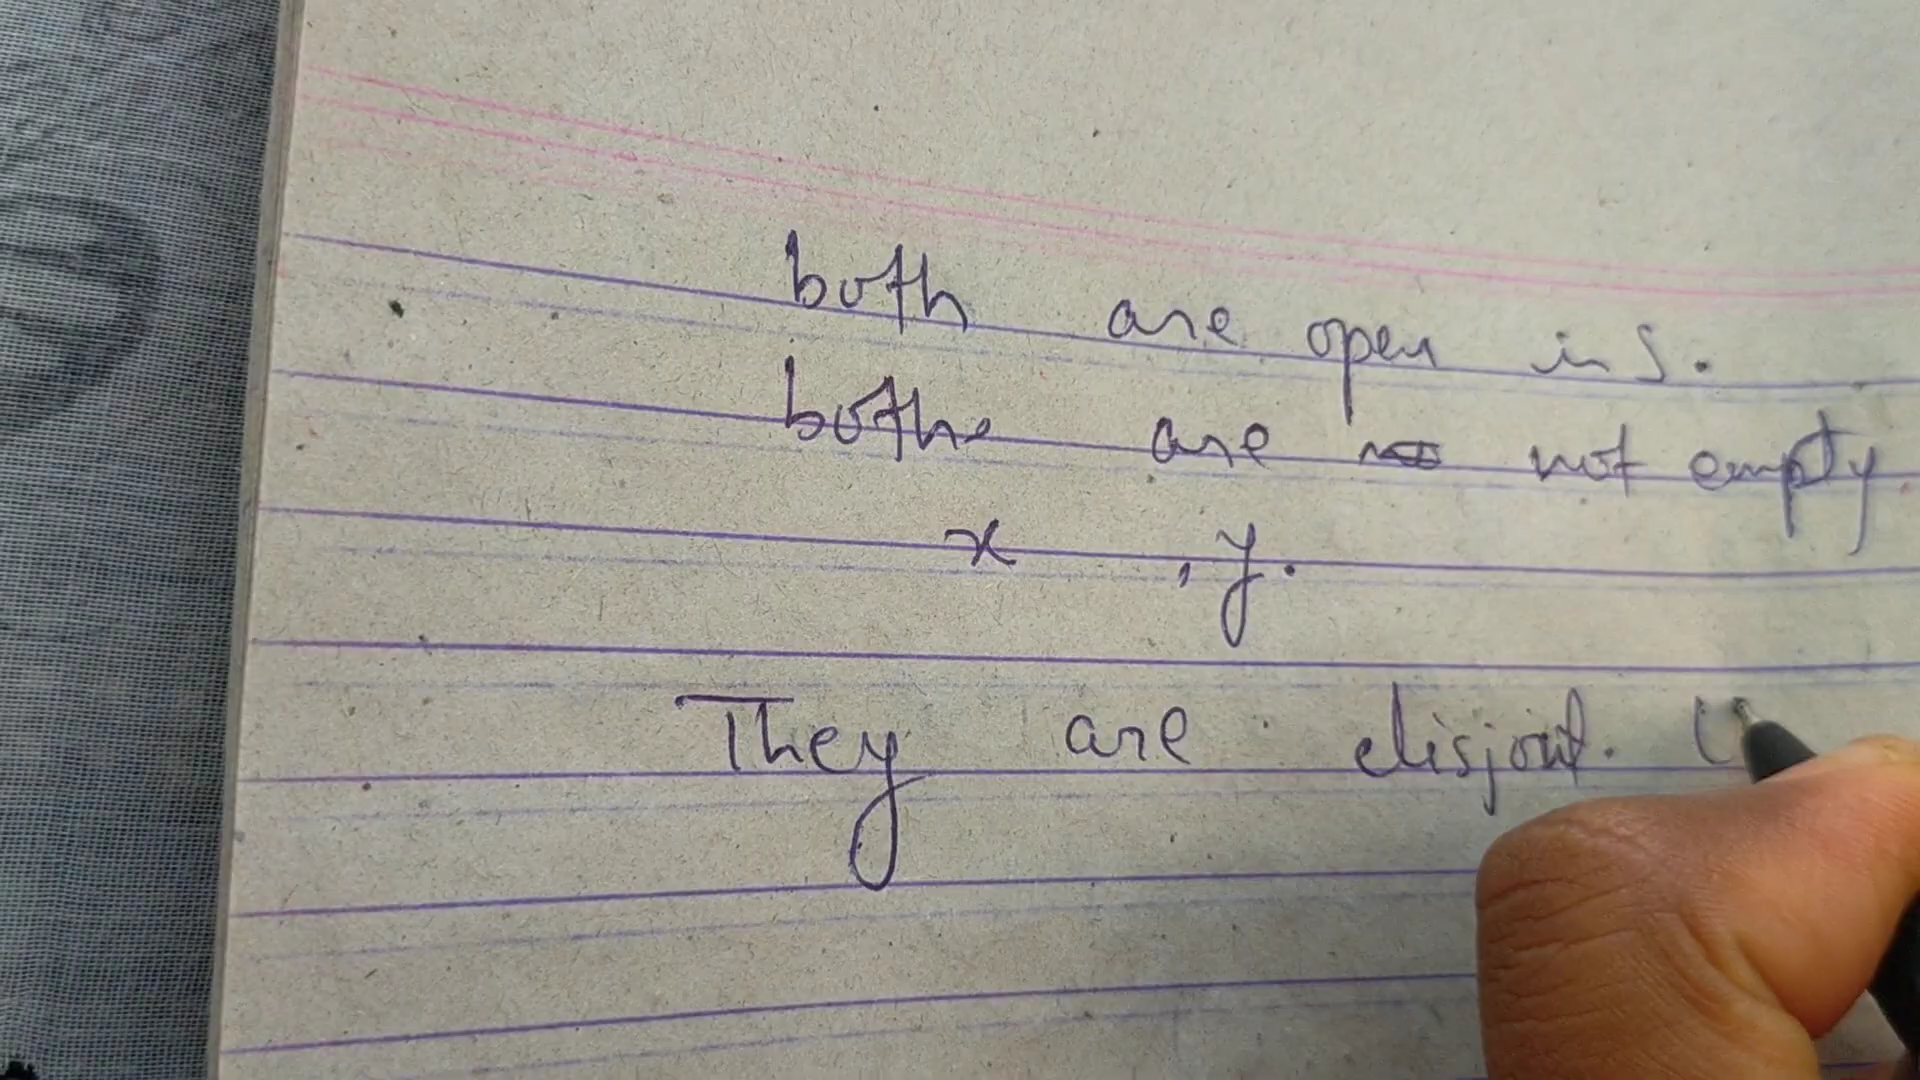 both are open in S.
bothe are not empty.
x , y.
They are disjoint.